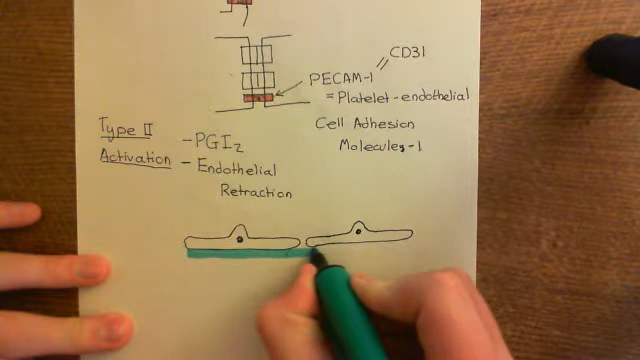 CD31
PECAM-1
= Platelet-endothelial
Cell Adhesion
Molecules-1
Type II
Activation
- PGI2
- Endothelial
Retraction